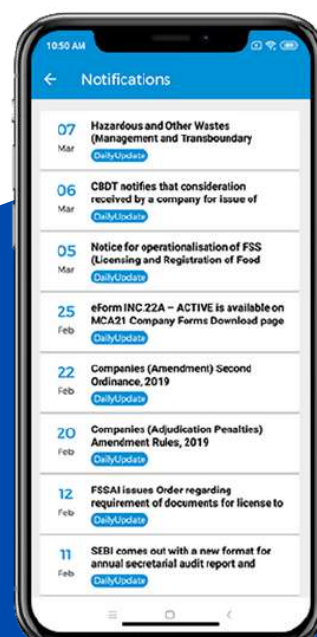 10:50 AM
Notifications
07
Mar
Hazardous and Other Wastes
(Management and Transboundary
DailyUpdate
06
Mar
CBDT notifies that consideration
received by a company for issue of
DailyUpdate
05
Mar
Notice for operationalisation of FSS
(Licensing and Registration of Food
DailyUpdate
25
Feb
eForm INC.22A – ACTIVE is available on
MCA21 Company Forms Download page
DailyUpdate
22
Feb
Companies (Amendment) Second
Ordinance, 2019
DailyUpdate
20
Feb
Companies (Adjudication Penalties)
Amendment Rules, 2019
DailyUpdate
12
Feb
FSSAI issues Order regarding
requirement of documents for license to
DailyUpdate
11
Feb
SEBI comes out with a new format for
annual secretarial audit report and
DailyUpdate